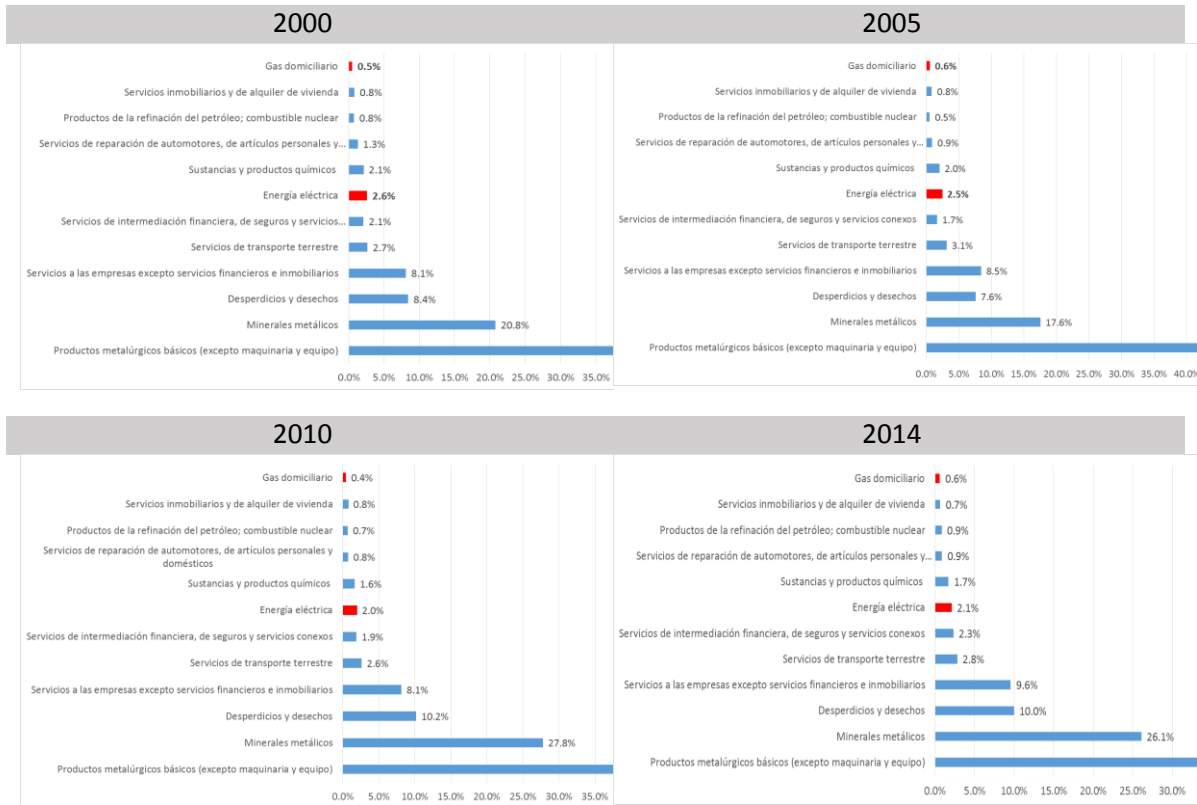 2000
Gas domiciliario 0.5%
Servicios inmobiliarios y de alquiler de vivienda 0.8%
Productos de la refinación del petróleo; combustible nuclear 0.8%
Servicios de reparación de automotores, de artículos personales y... 1.3%
Sustancias y productos químicos 2.1%
Energía eléctrica 2.6%
Servicios de intermediación financiera, de seguros y servicios... 2.1%
Servicios de transporte terrestre 2.7%
Servicios a las empresas excepto servicios financieros e inmobiliarios 8.1%
Desperdicios y desechos 8.4%
Minerales metálicos 20.8%
Productos metalúrgicos básicos (excepto maquinaria y equipo)
0.0% 5.0% 10.0% 15.0% 20.0% 25.0% 30.0% 35.0%
2005
Gas domiciliario 0.6%
Servicios inmobiliarios y de alquiler de vivienda 0.8%
Productos de la refinación del petróleo; combustible nuclear 0.5%
Servicios de reparación de automotores, de artículos personales y... 0.9%
Sustancias y productos químicos 2.0%
Energía eléctrica 2.5%
Servicios de intermediación financiera, de seguros y servicios conexos 1.7%
Servicios de transporte terrestre 3.1%
Servicios a las empresas excepto servicios financieros e inmobiliarios 8.5%
Desperdicios y desechos 7.6%
Minerales metálicos 17.6%
Productos metalúrgicos básicos (excepto maquinaria y equipo)
0.0% 5.0% 10.0% 15.0% 20.0% 25.0% 30.0% 35.0% 40.0%
2010
Gas domiciliario 0.4%
Servicios inmobiliarios y de alquiler de vivienda 0.8%
Productos de la refinación del petróleo; combustible nuclear 0.7%
Servicios de reparación de automotores, de artículos personales y
domésticos 0.8%
Sustancias y productos químicos 1.6%
Energía eléctrica 2.0%
Servicios de intermediación financiera, de seguros y servicios conexos 1.9%
Servicios de transporte terrestre 2.6%
Servicios a las empresas excepto servicios financieros e inmobiliarios 8.1%
Desperdicios y desechos 10.2%
Minerales metálicos 27.8%
Productos metalúrgicos básicos (excepto maquinaria y equipo)
0.0% 5.0% 10.0% 15.0% 20.0% 25.0% 30.0% 35.0%
2014
Gas domiciliario 0.6%
Servicios inmobiliarios y de alquiler de vivienda 0.7%
Productos de la refinación del petróleo; combustible nuclear 0.9%
Servicios de reparación de automotores, de artículos personales y... 0.9%
Sustancias y productos químicos 1.7%
Energía eléctrica 2.1%
Servicios de intermediación financiera, de seguros y servicios conexos 2.3%
Servicios de transporte terrestre 2.8%
Servicios a las empresas excepto servicios financieros e inmobiliarios 9.6%
Desperdicios y desechos 10.0%
Minerales metálicos 26.1%
Productos metalúrgicos básicos (excepto maquinaria y equipo)
0.0% 5.0% 10.0% 15.0% 20.0% 25.0% 30.0%